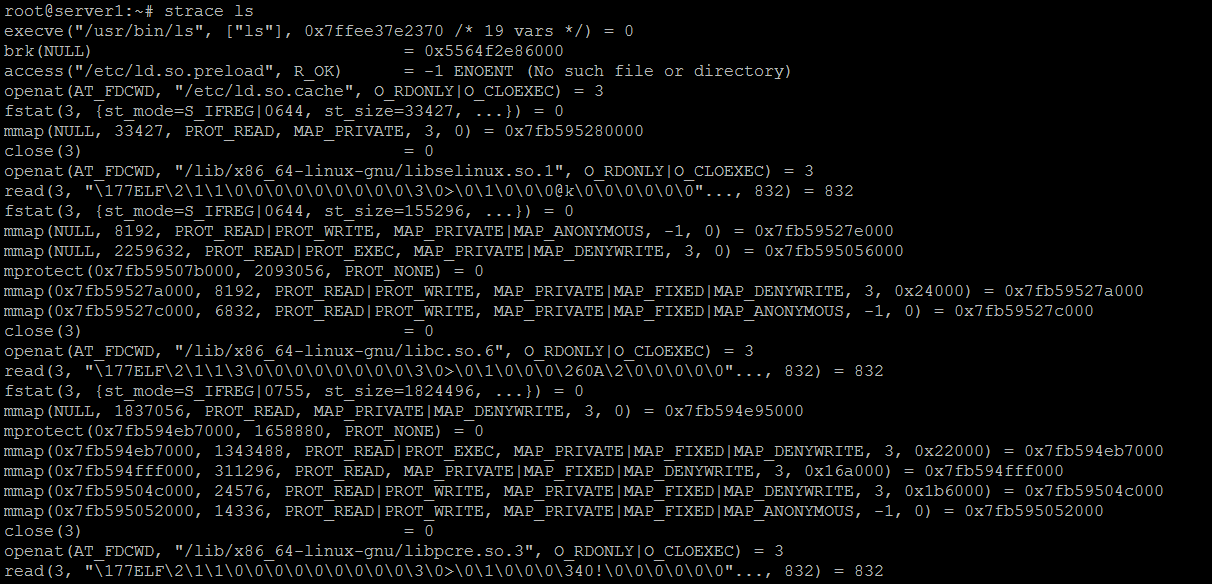 root@server1:~# strace ls
execve("/usr/bin/ls", ["ls"], 0x7ffee37e2370 /* 19 vars */) = 0
brk(NULL)                               = 0x5564f2e86000
access("/etc/ld.so.preload", R_OK)      = -1 ENOENT (No such file or directory)
openat(AT_FDCWD, "/etc/ld.so.cache", O_RDONLY|O_CLOEXEC) = 3
fstat(3, {st_mode=S_IFREG|0644, st_size=33427, ...}) = 0
mmap(NULL, 33427, PROT_READ, MAP_PRIVATE, 3, 0) = 0x7fb595280000
close(3)                                = 0
openat(AT_FDCWD, "/lib/x86_64-linux-gnu/libselinux.so.1", O_RDONLY|O_CLOEXEC) = 3
read(3, "\177ELF\2\1\1\0\0\0\0\0\0\0\0\0\3\0>\0\1\0\0\0@k\0\0\0\0\0\0"..., 832) = 832
fstat(3, {st_mode=S_IFREG|0644, st_size=155296, ...}) = 0
mmap(NULL, 8192, PROT_READ|PROT_WRITE, MAP_PRIVATE|MAP_ANONYMOUS, -1, 0) = 0x7fb59527e000
mmap(NULL, 2259632, PROT_READ|PROT_EXEC, MAP_PRIVATE|MAP_DENYWRITE, 3, 0) = 0x7fb595056000
mprotect(0x7fb59507b000, 2093056, PROT_NONE) = 0
mmap(0x7fb59527a000, 8192, PROT_READ|PROT_WRITE, MAP_PRIVATE|MAP_FIXED|MAP_DENYWRITE, 3, 0x24000) = 0x7fb59527a000
mmap(0x7fb59527c000, 6832, PROT_READ|PROT_WRITE, MAP_PRIVATE|MAP_FIXED|MAP_ANONYMOUS, -1, 0) = 0x7fb59527c000
close(3)                                = 0
openat(AT_FDCWD, "/lib/x86_64-linux-gnu/libc.so.6", O_RDONLY|O_CLOEXEC) = 3
read(3, "\177ELF\2\1\1\3\0\0\0\0\0\0\0\0\3\0>\0\1\0\0\0\260A\2\0\0\0\0\0"..., 832) = 832
fstat(3, {st_mode=S_IFREG|0755, st_size=1824496, ...}) = 0
mmap(NULL, 1837056, PROT_READ, MAP_PRIVATE|MAP_DENYWRITE, 3, 0) = 0x7fb594e95000
mprotect(0x7fb594eb7000, 1658880, PROT_NONE) = 0
mmap(0x7fb594eb7000, 1343488, PROT_READ|PROT_EXEC, MAP_PRIVATE|MAP_FIXED|MAP_DENYWRITE, 3, 0x22000) = 0x7fb594eb7000
mmap(0x7fb594fff000, 311296, PROT_READ, MAP_PRIVATE|MAP_FIXED|MAP_DENYWRITE, 3, 0x16a000) = 0x7fb594fff000
mmap(0x7fb59504c000, 24576, PROT_READ|PROT_WRITE, MAP_PRIVATE|MAP_FIXED|MAP_DENYWRITE, 3, 0x1b6000) = 0x7fb59504c000
mmap(0x7fb595052000, 14336, PROT_READ|PROT_WRITE, MAP_PRIVATE|MAP_FIXED|MAP_ANONYMOUS, -1, 0) = 0x7fb595052000
close(3)                                = 0
openat(AT_FDCWD, "/lib/x86_64-linux-gnu/libpcre.so.3", O_RDONLY|O_CLOEXEC) = 3
read(3, "\177ELF\2\1\1\0\0\0\0\0\0\0\0\0\3\0>\0\1\0\0\0\340!\0\0\0\0\0\0"..., 832) = 832